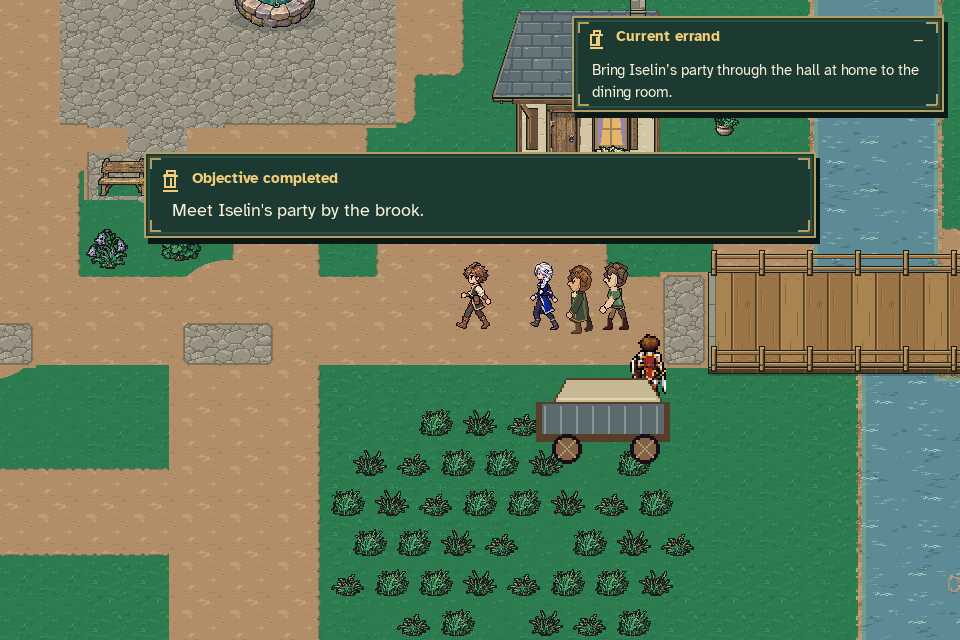 Current errand
Bring Iselin's party through the hall at home to the
dining room.
Objective completed
Meet Iselin's party by the brook.